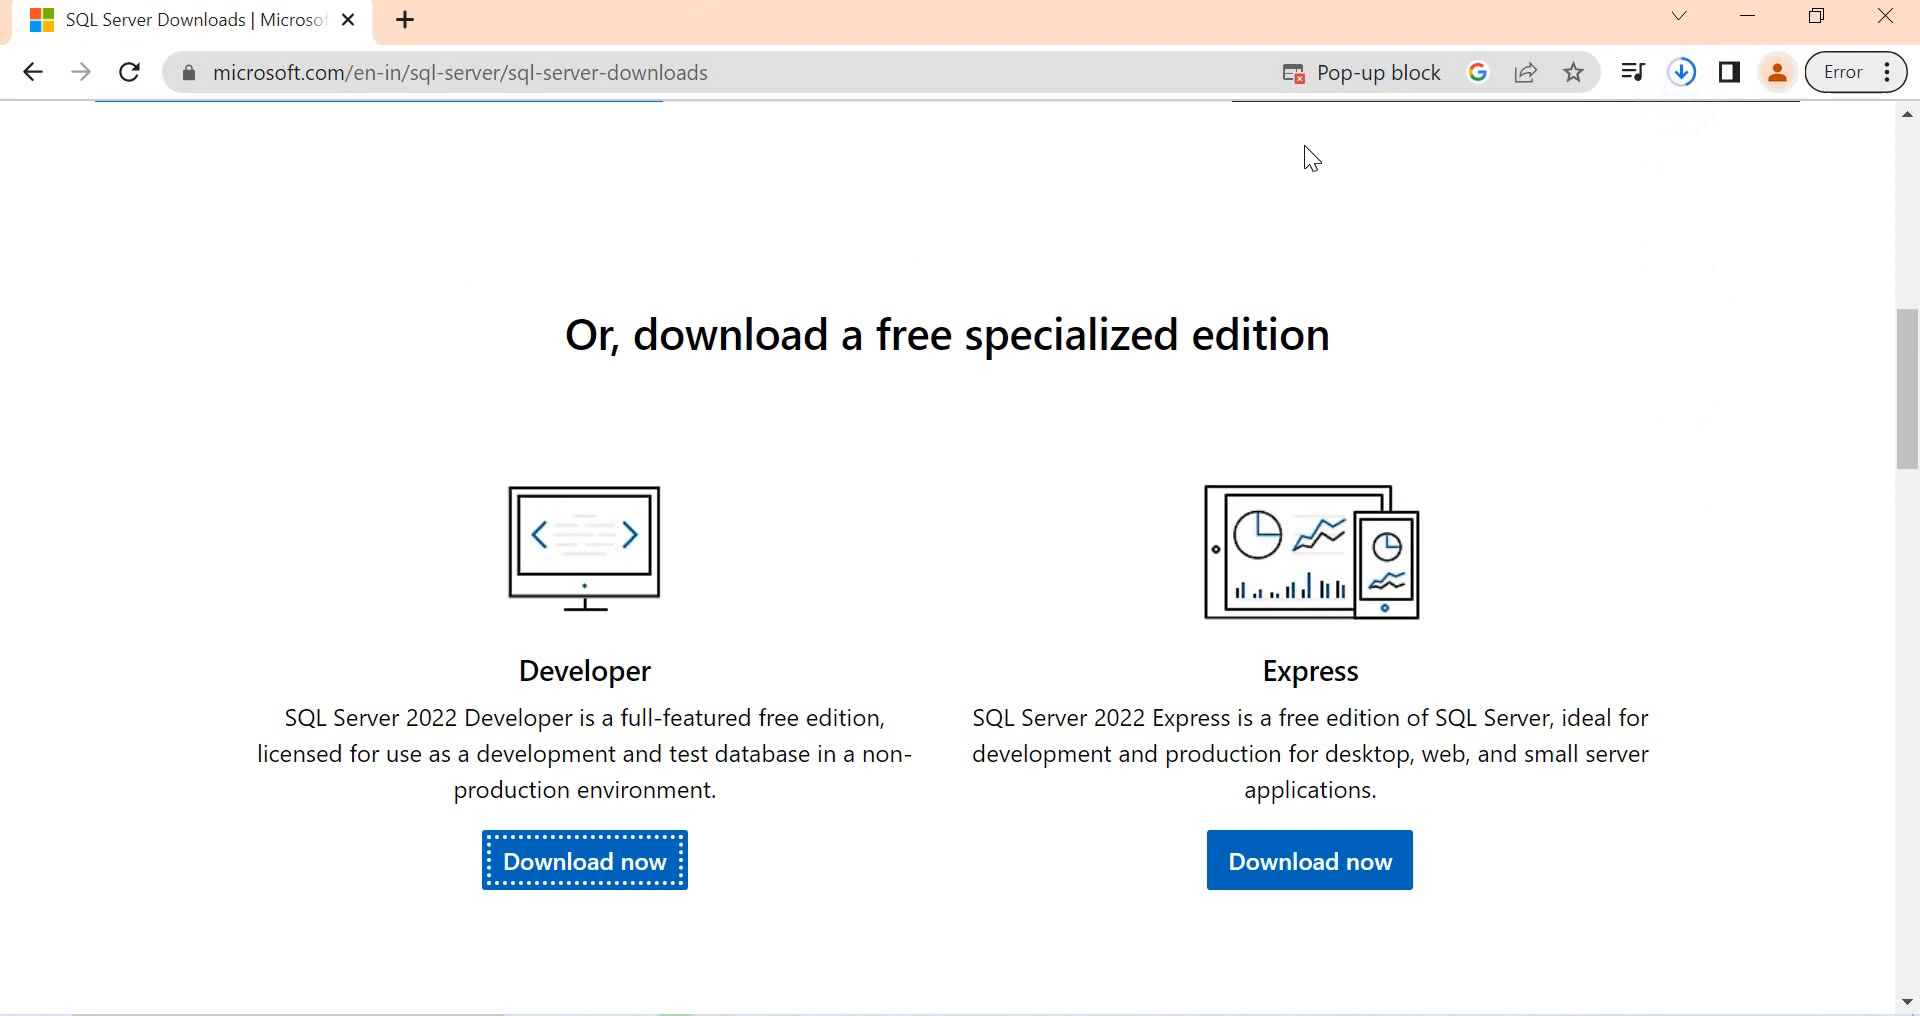 SQL Server Downloads | Microsof
microsoft.com/en-in/sql-server/sql-server-downloads
Pop-up block
Error
Or, download a free specialized edition
Developer
SQL Server 2022 Developer is a full-featured free edition,
licensed for use as a development and test database in a non-
production environment.
Download now
Express
SQL Server 2022 Express is a free edition of SQL Server, ideal for
development and production for desktop, web, and small server
applications.
Download now